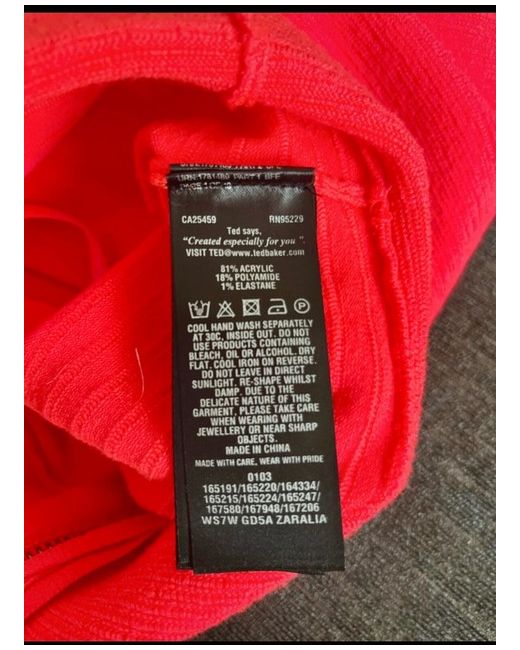 CA25459 RN95229
Ted says,
"Created especially for you ".
VISIT TED@www.tedbaker.com
81% ACRYLIC
18% POLYAMIDE
1% ELASTANE
COOL HAND WASH SEPARATELY
AT 30C, INSIDE OUT. DO NOT
USE PRODUCTS CONTAINING
BLEACH, OIL OR ALCOHOL. DRY
FLAT. COOL IRON ON REVERSE.
DO NOT LEAVE IN DIRECT
SUNLIGHT. RE-SHAPE WHILST
DAMP. DUE TO THE
DELICATE NATURE OF THIS
GARMENT, PLEASE TAKE CARE
WHEN WEARING WITH
JEWELLERY OR NEAR SHARP
OBJECTS.
MADE IN CHINA
MADE WITH CARE, WEAR WITH PRIDE
0103
165191/165220/164334/
165215/165224/165247/
167580/167948/167206
WS7W GD5A ZARALIA